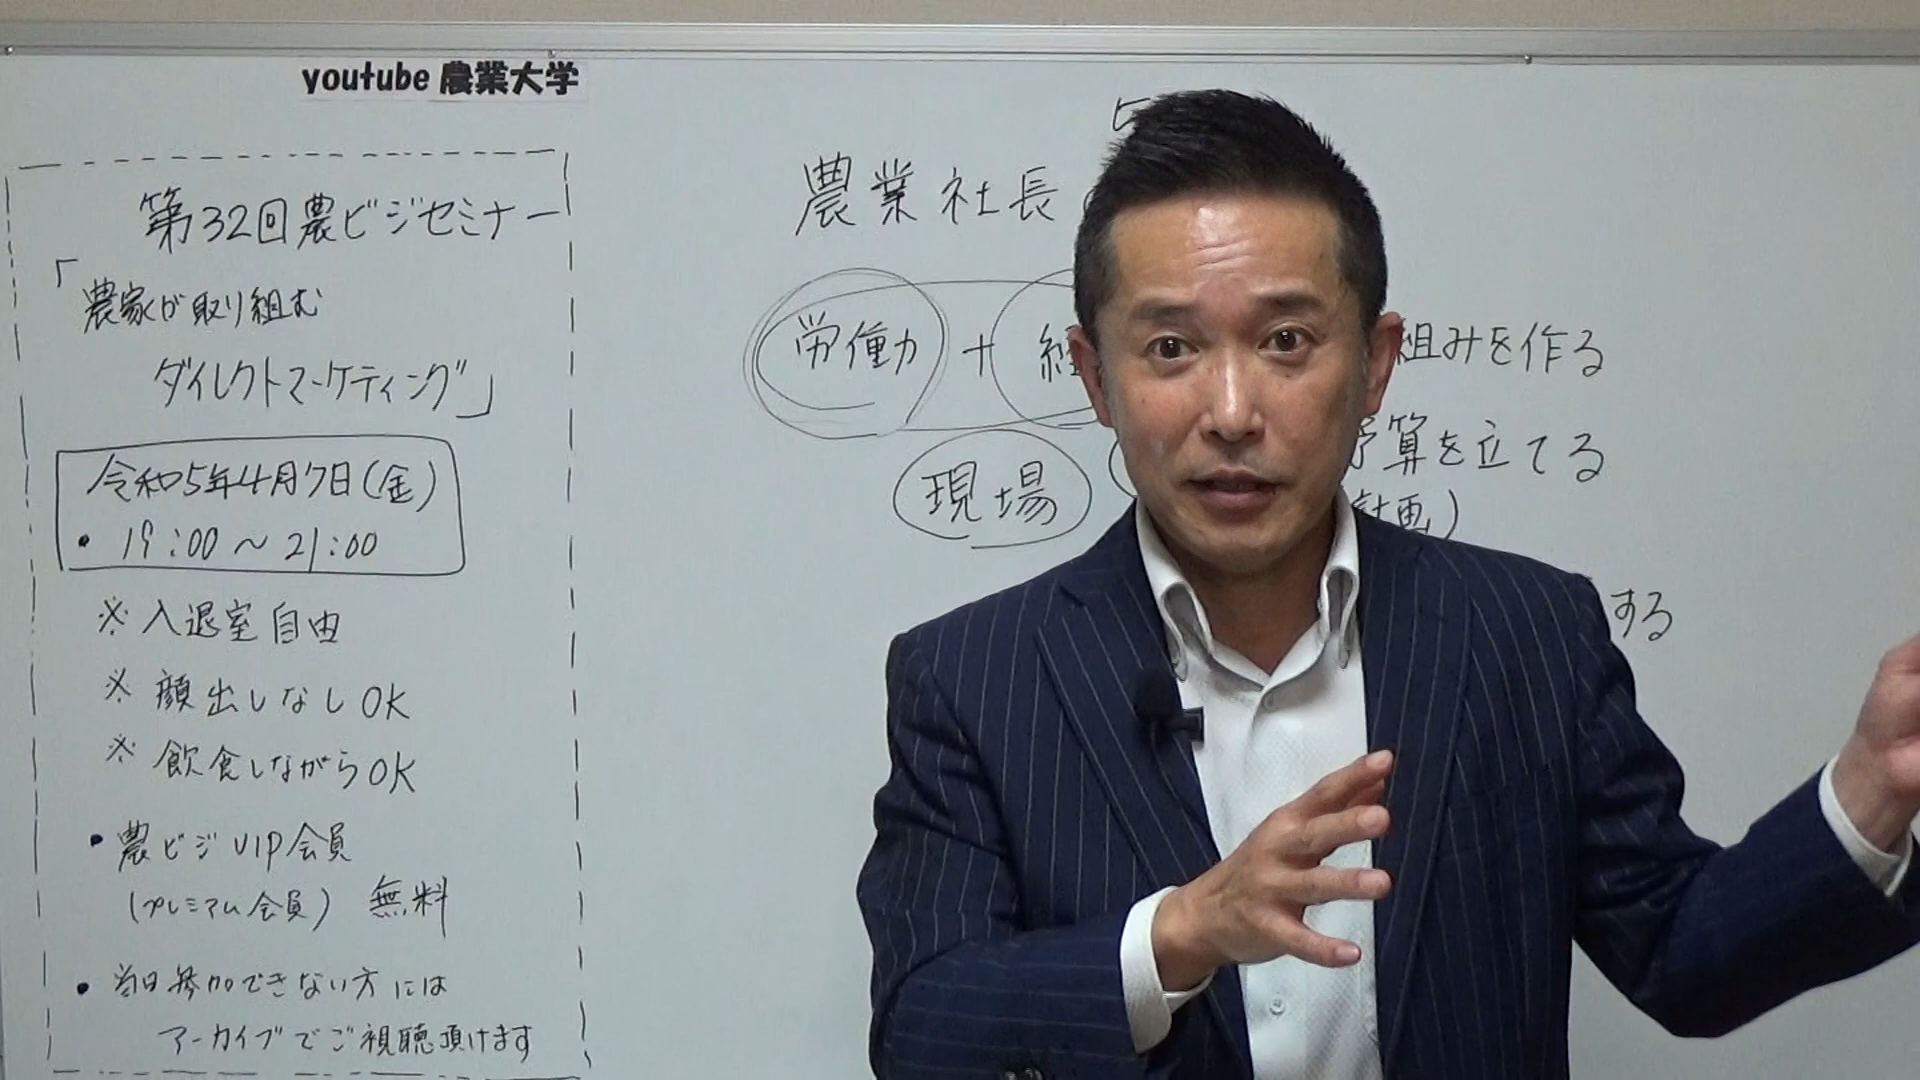 youtube 農業大学
第32回農ビジセミナー
「農家が取り組む
ダイレクトマーケティング」
令和5年4月7日(金)
・19:00〜21:00
※入退室自由
※顔出しなしOK
※飲食しながらOK
・農ビジVIP会員
(プレミアム会員) 無料
・当日参加できない方には
アーカイブでご視聴頂けます
農業社長
労働力 + 経 組みを作る
現場 予算を立てる
計画)
する